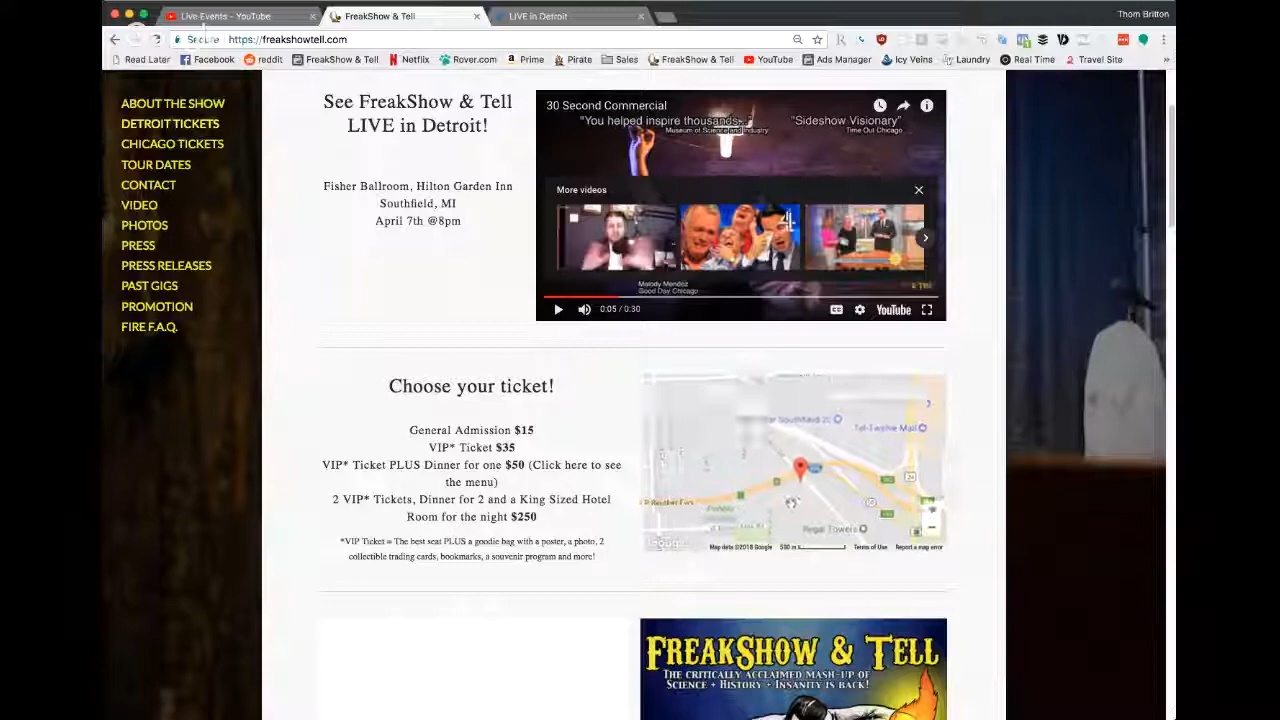 Live Events - YouTube
FreakShow & Tell
LIVE in Detroit
Thom Britton
Secure
https://freakshowtell.com
Read Later
Facebook
reddit
FreakShow & Tell
Netflix
Rover.com
Prime
Pirate
Sales
FreakShow & Tell
YouTube
Ads Manager
Icy Veins
Laundry
Real Time
Travel Site
ABOUT THE SHOW
DETROIT TICKETS
CHICAGO TICKETS
TOUR DATES
CONTACT
VIDEO
PHOTOS
PRESS
PRESS RELEASES
PAST GIGS
PROMOTION
FIRE F.A.Q.
See FreakShow & Tell
LIVE in Detroit!
Fisher Ballroom, Hilton Garden Inn
Southfield, MI
April 7th @8pm
30 Second Commercial
"You helped inspire thousands..."
Museum of Science and Industry
"Sideshow Visionary"
Time Out Chicago
More videos
Melody Mendez
Good Day Chicago
0:05 / 0:30
YouTube
Choose your ticket!
General Admission $15
VIP* Ticket $35
VIP* Ticket PLUS Dinner for one $50 (Click here to see
the menu)
2 VIP* Tickets, Dinner for 2 and a King Sized Hotel
Room for the night $250
*VIP Ticket = The best seat PLUS a goodie bag with a poster, a photo, 2
collectible trading cards, bookmarks, a souvenir program and more!
Tel-Twelve Mall
Regal Towers
Google
Map data ©2018 Google
500 m
Terms of Use
Report a map error
FREAKSHOW & TELL
THE CRITICALLY ACCLAIMED MASH-UP OF
SCIENCE + HISTORY + INSANITY IS BACK!